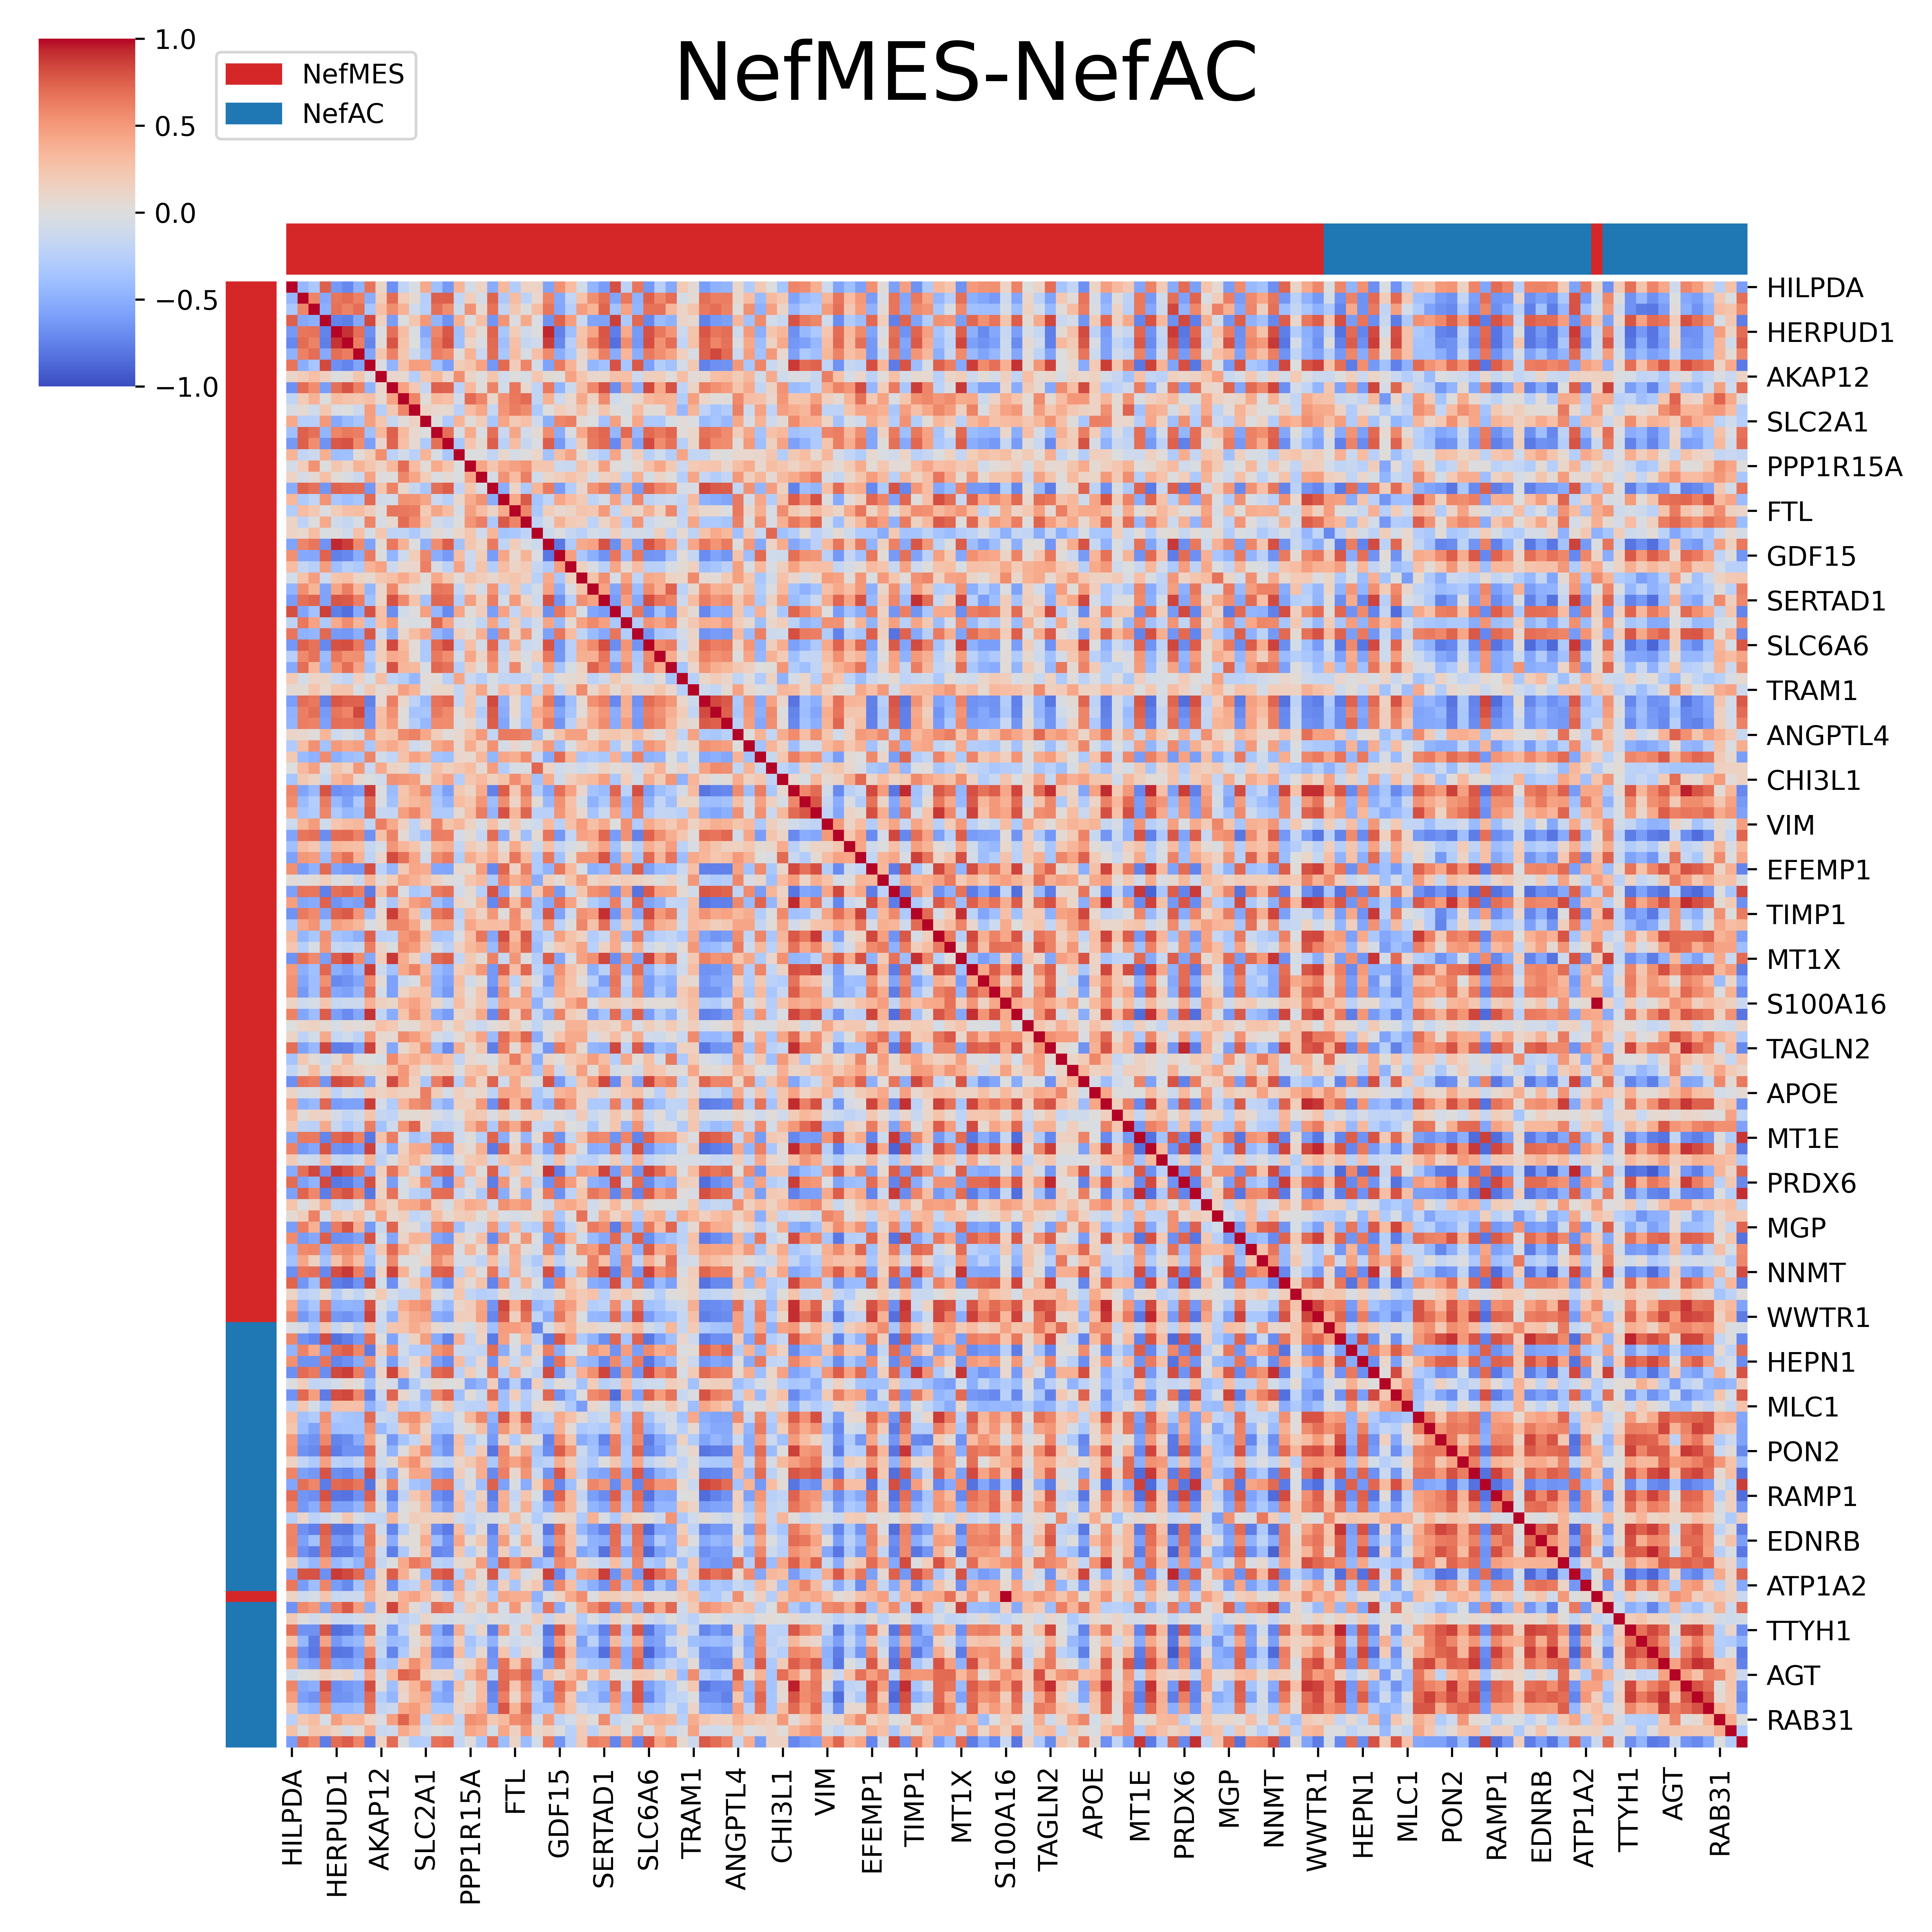 NefMES-NefAC
1.0
0.5
0.0
−0.5
−1.0
NefMES
NefAC
HILPDA
HERPUD1
AKAP12
SLC2A1
PPP1R15A
FTL
GDF15
SERTAD1
SLC6A6
TRAM1
ANGPTL4
CHI3L1
VIM
EFEMP1
TIMP1
MT1X
S100A16
TAGLN2
APOE
MT1E
PRDX6
MGP
NNMT
WWTR1
HEPN1
MLC1
PON2
RAMP1
EDNRB
ATP1A2
TTYH1
AGT
RAB31
HILPDA
HERPUD1
AKAP12
SLC2A1
PPP1R15A
FTL
GDF15
SERTAD1
SLC6A6
TRAM1
ANGPTL4
CHI3L1
VIM
EFEMP1
TIMP1
MT1X
S100A16
TAGLN2
APOE
MT1E
PRDX6
MGP
NNMT
WWTR1
HEPN1
MLC1
PON2
RAMP1
EDNRB
ATP1A2
TTYH1
AGT
RAB31